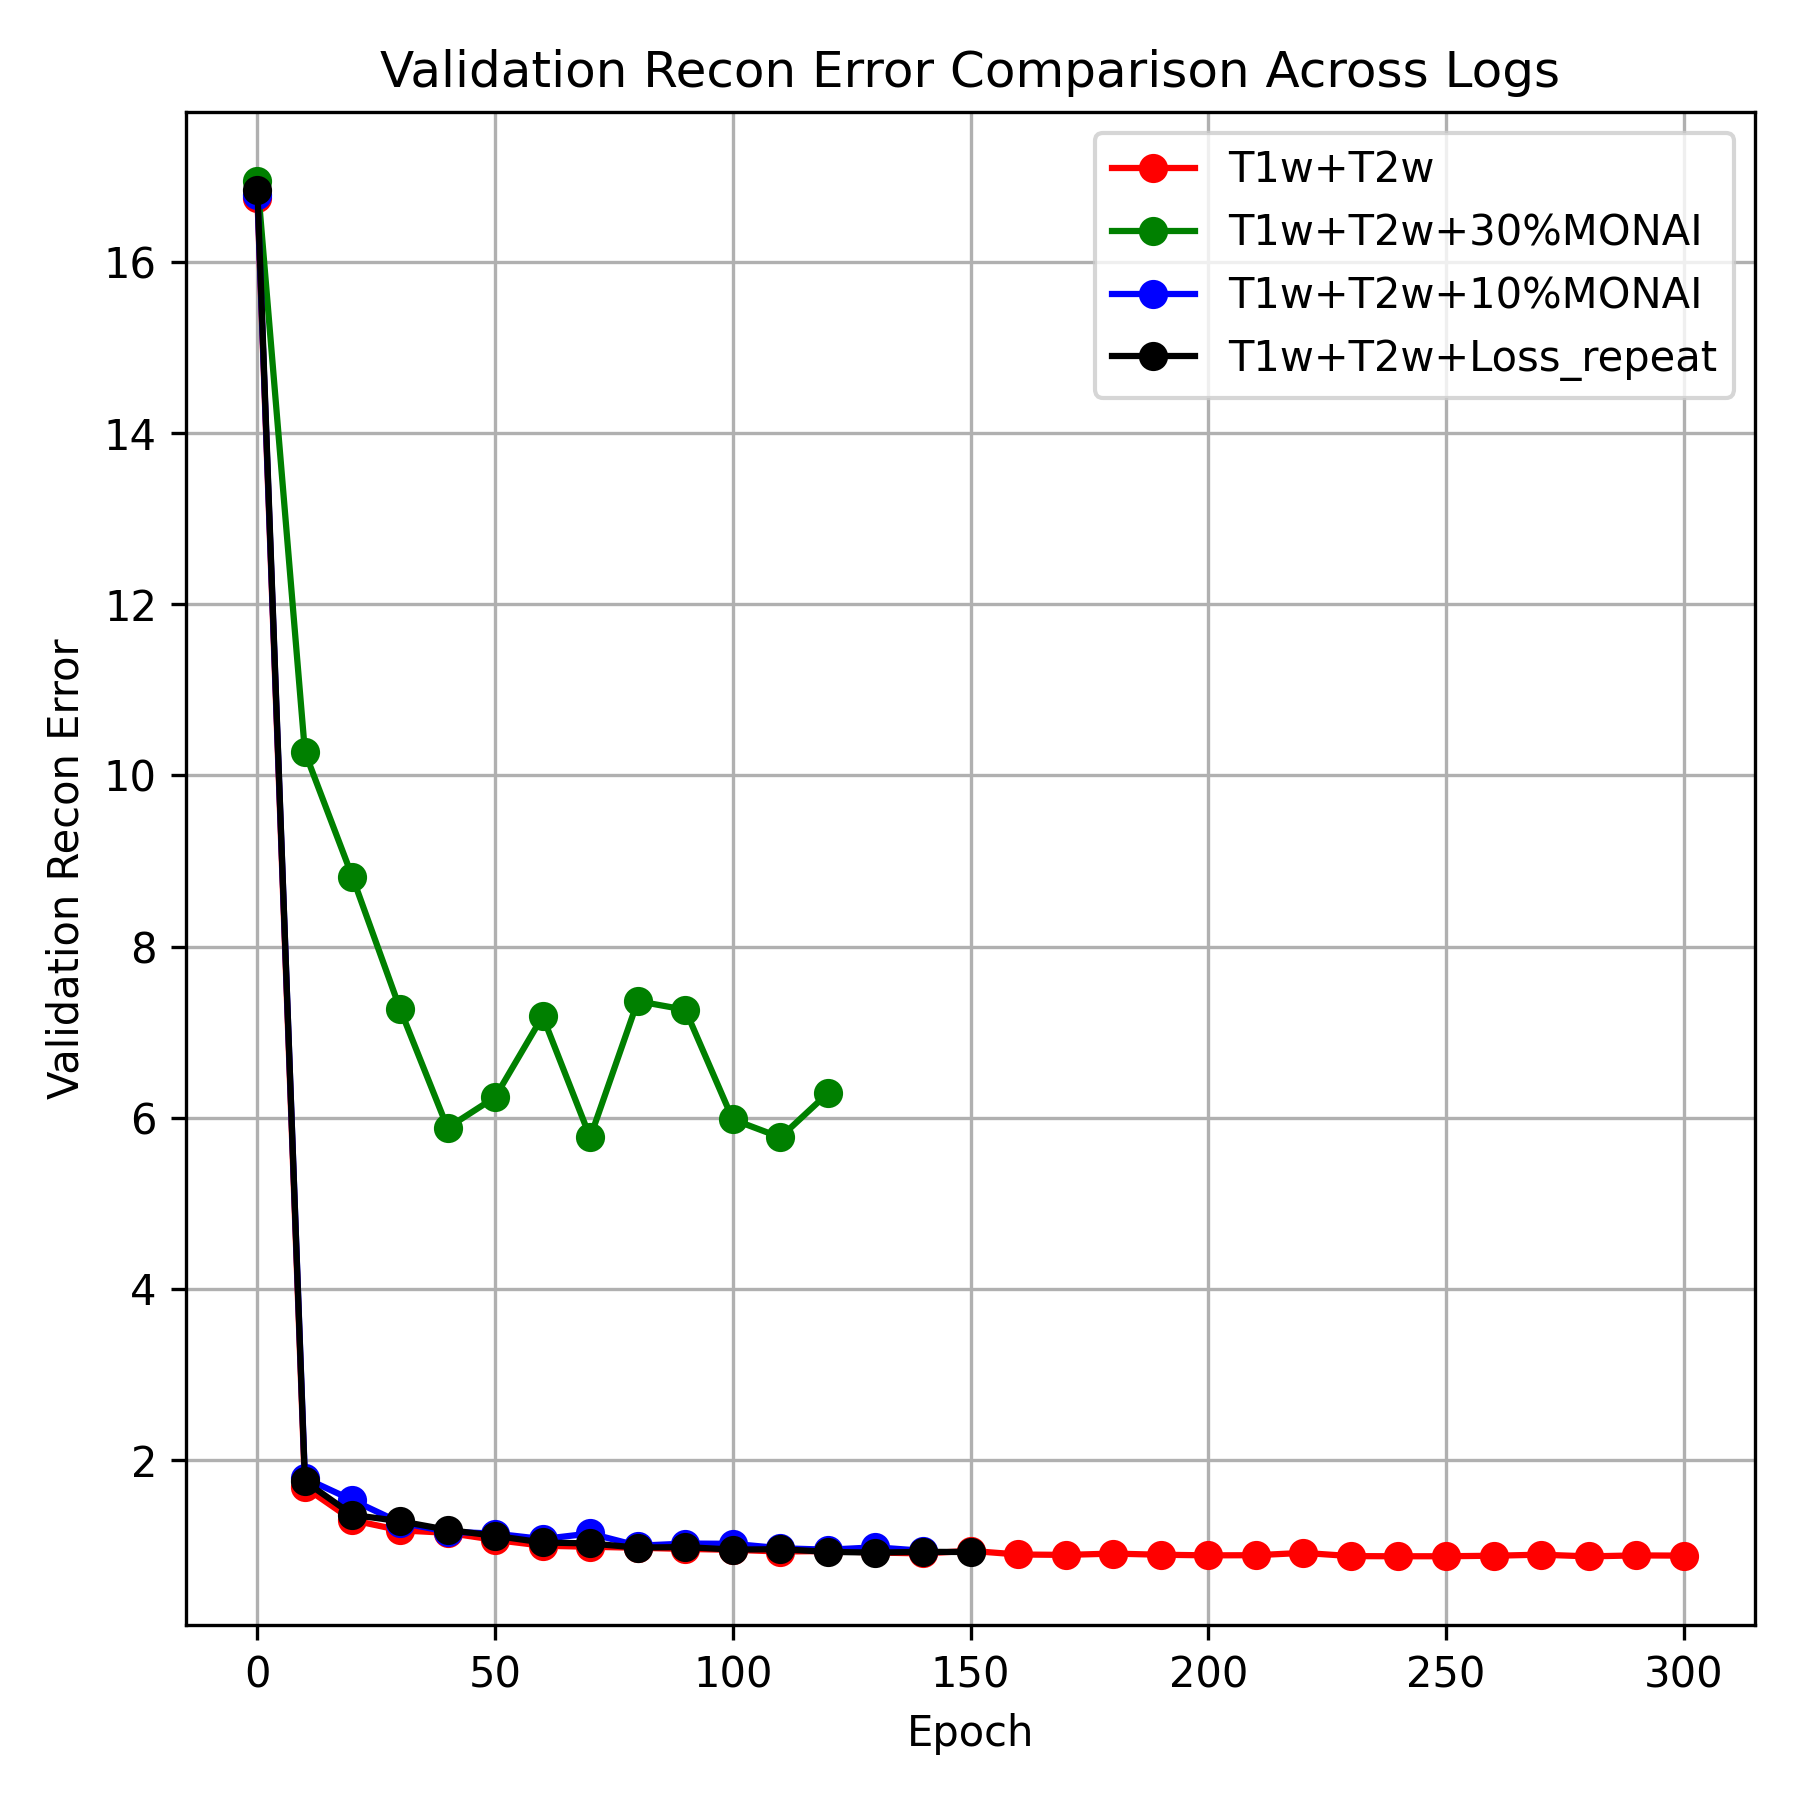 Validation Recon Error Comparison Across Logs
T1w+T2w
T1w+T2w+30%MONAI
T1w+T2w+10%MONAI
T1w+T2w+Loss_repeat
Validation Recon Error
16
14
12
10
8
6
4
2
0 50 100 150 200 250 300
Epoch